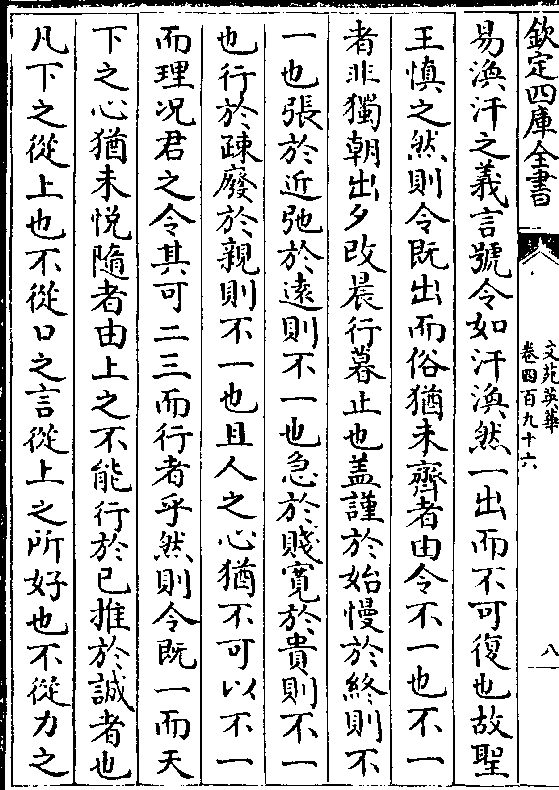 欽定四庫全書
文苑英華
卷四百九十六
八
易渙汗之義言號令如汗渙然一出而不可復也故聖
王慎之然則令既出而俗猶未齊者由令不一也不一
者非獨朝出夕改晨行暮止也盖謹於始慢於終則不
一也張於近弛於遠則不一也急於賤寛於貴則不一
也行於疎廢於親則不一也且人之心猶不可以不一
而理况君之令其可二三而行者乎然則令既一而天
下之心猶未悦隨者由上之不能行於已推於誠者也
凡下之從上也不從口之言從上之所好也不從力之